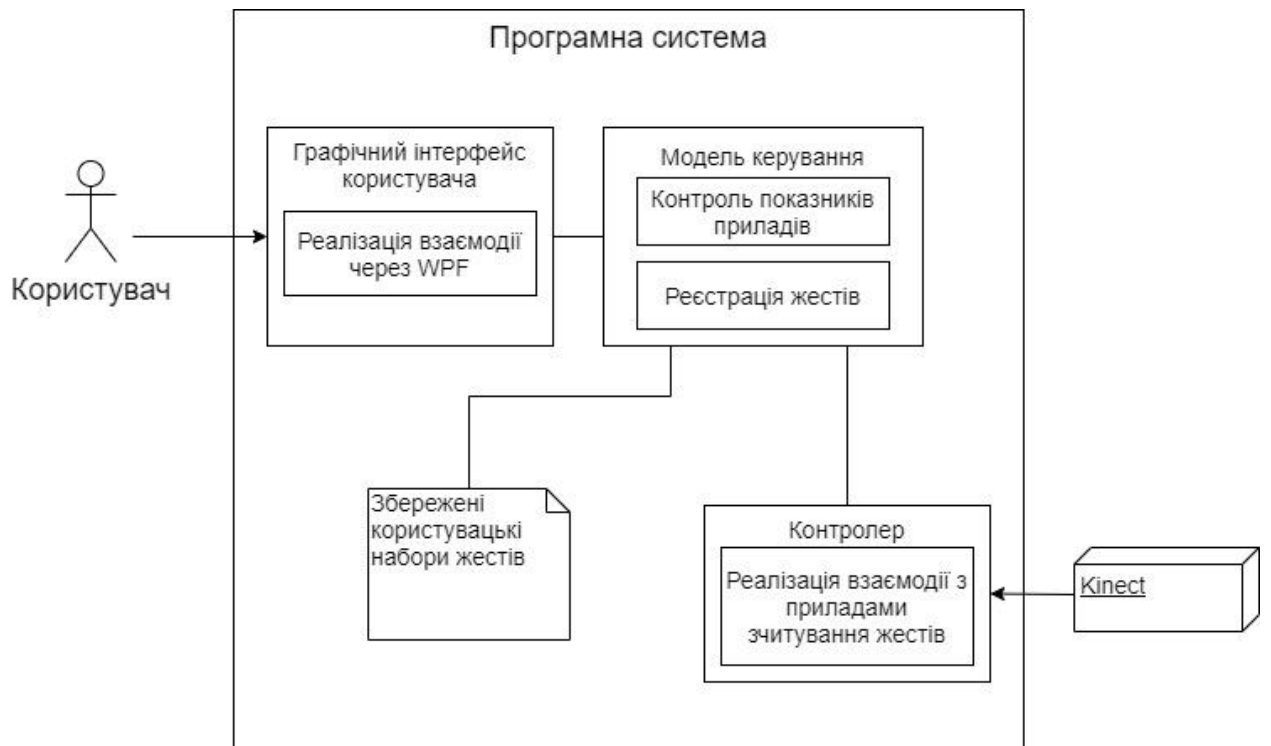 Програмна система
Графічний інтерфейс
користувача
Реалізація взаємодії
через WPF
Модель керування
Контроль показників
приладів
Реєстрація жестів
Користувач
Збережені
користувацькі
набори жестів
Контролер
Реалізація взаємодії з
приладами
зчитування жестів
Kinect